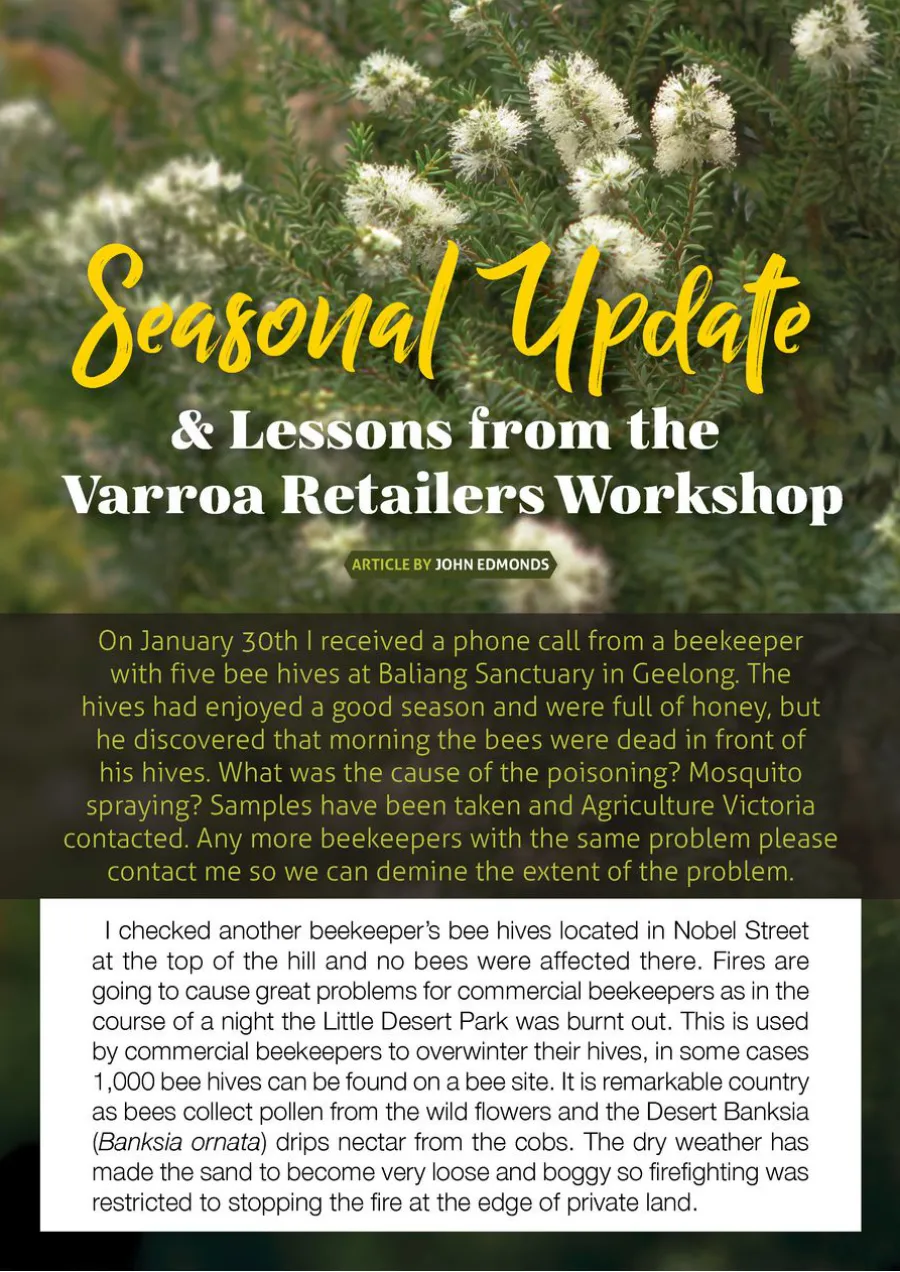 Seasonal Update
& Lessons from the
Varroa Retailers Workshop
ARTICLE BY JOHN EDMONDS
On January 30th I received a phone call from a beekeeper
with five bee hives at Baliang Sanctuary in Geelong. The
hives had enjoyed a good season and were full of honey, but
he discovered that morning the bees were dead in front of
his hives. What was the cause of the poisoning? Mosquito
spraying? Samples have been taken and Agriculture Victoria
contacted. Any more beekeepers with the same problem please
contact me so we can demine the extent of the problem.
I checked another beekeeper's bee hives located in Nobel Street
at the top of the hill and no bees were affected there. Fires are
going to cause great problems for commercial beekeepers as in the
course of a night the Little Desert Park was burnt out. This is used
by commercial beekeepers to overwinter their hives, in some cases
1,000 bee hives can be found on a bee site. It is remarkable country
as bees collect pollen from the wild flowers and the Desert Banksia
(Banksia ornata) drips nectar from the cobs. The dry weather has
made the sand to become very loose and boggy so firefighting was
restricted to stopping the fire at the edge of private land.